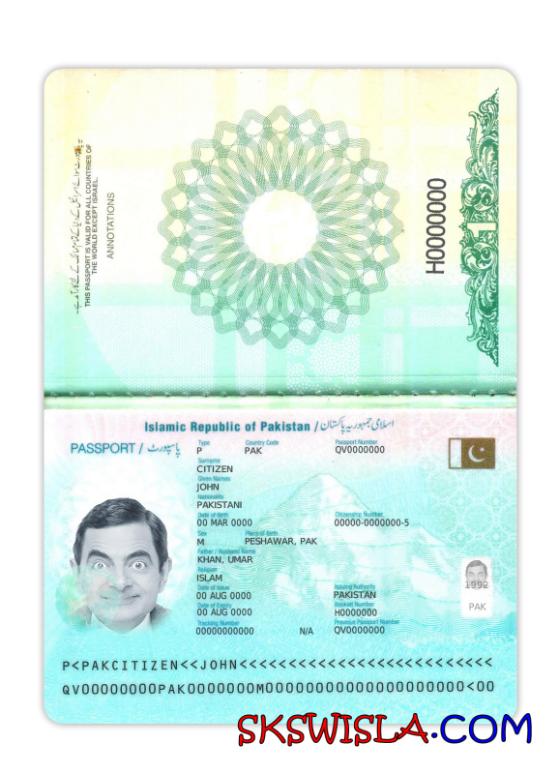 THIS PASSPORT IS VALID FOR ALL COUNTRIES OF
THE WORLD EXCEPT ISRAEL.
ANNOTATIONS
H0000000
1
Islamic Republic of Pakistan / اسلامی جمہوریہ پاکستان
PASSPORT / پاسپورٹ
Type Country Code Passport Number
P PAK QV0000000
Surname
CITIZEN
Given Names
JOHN
Nationality
PAKISTANI
Date of Birth Citizenship Number
00 MAR 0000 00000-0000000-5
Sex Place of Birth
M PESHAWAR, PAK
Father / Husband Name
KHAN, UMAR
Religion
ISLAM
Date of Issue Issuing Authority
00 AUG 0000 PAKISTAN
Date of Expiry Booklet Number
00 AUG 0000 H0000000
Tracking Number Previous Passport Number
00000000000 N/A QV0000000
1992
PAK
P<PAKCITIZEN<<JOHN<<<<<<<<<<<<<<<<<<<<<<<<<<
QV00000000PAK0000000M00000000000000000000<00
SKSWISLA.COM